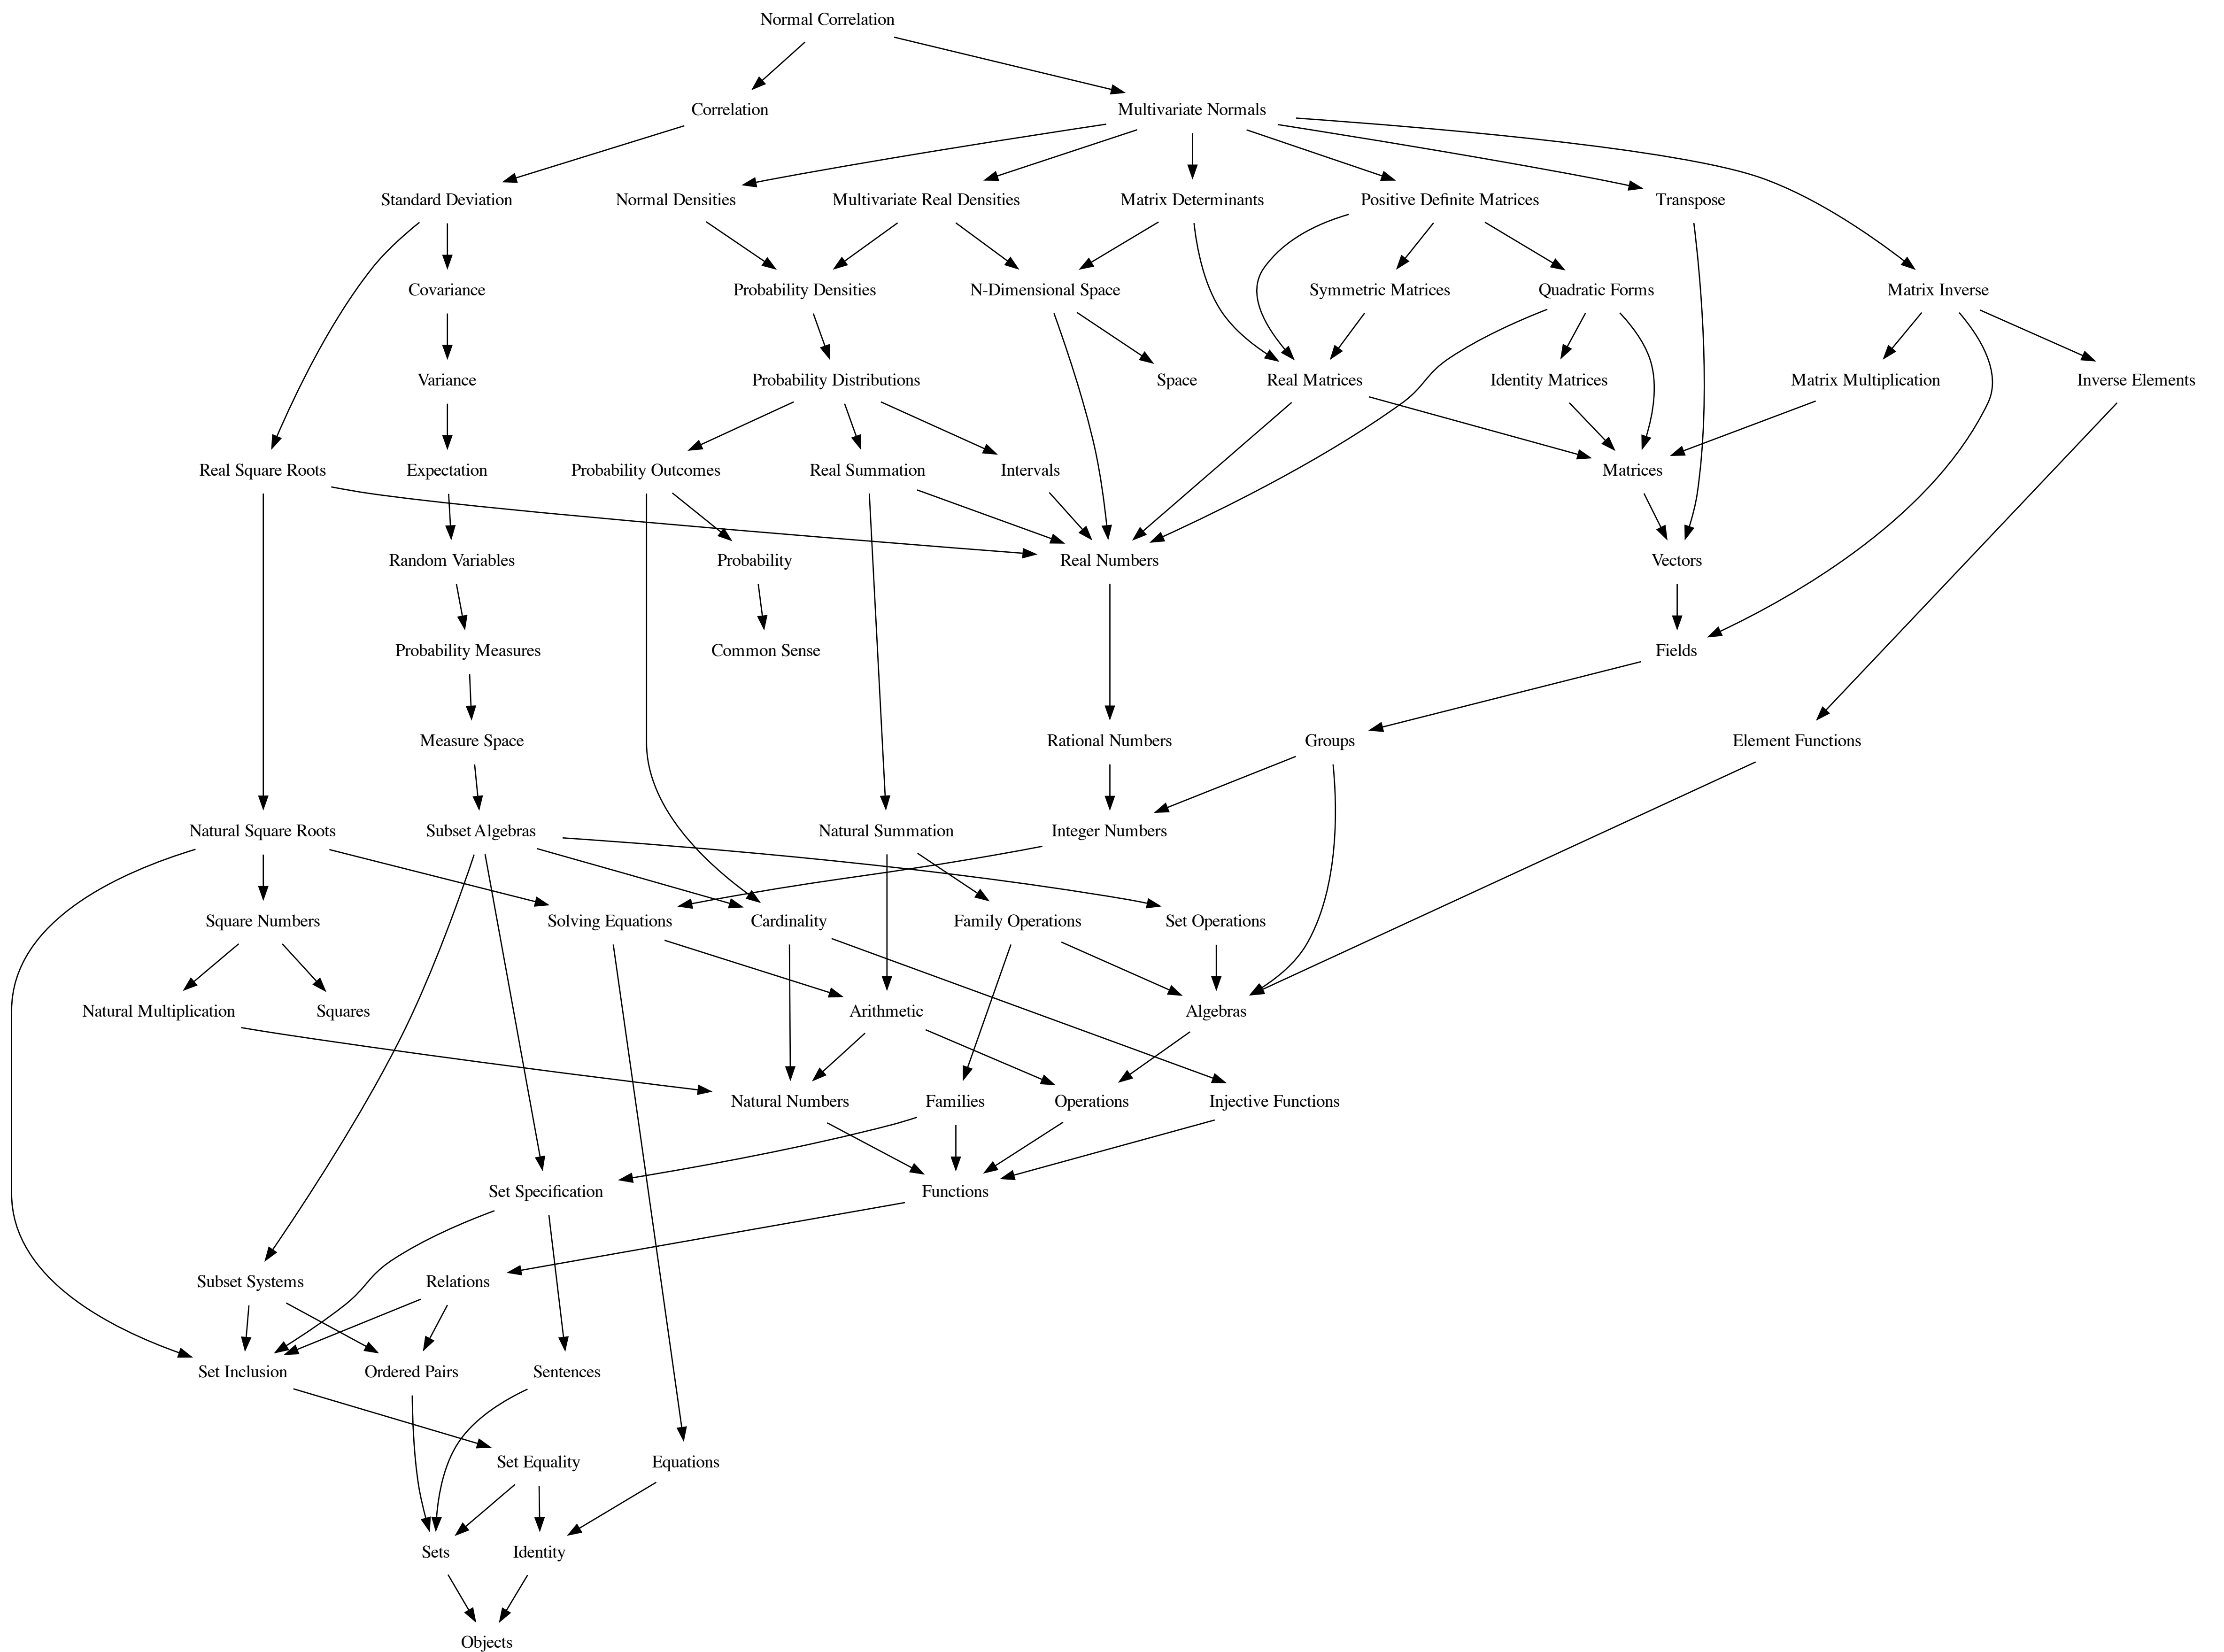 Normal Correlation
Correlation
Multivariate Normals
Standard Deviation
Normal Densities
Multivariate Real Densities
Matrix Determinants
Positive Definite Matrices
Transpose
Covariance
Probability Densities
N-Dimensional Space
Symmetric Matrices
Quadratic Forms
Matrix Inverse
Variance
Probability Distributions
Space
Real Matrices
Identity Matrices
Matrix Multiplication
Inverse Elements
Real Square Roots
Expectation
Probability Outcomes
Real Summation
Intervals
Matrices
Random Variables
Probability
Real Numbers
Vectors
Probability Measures
Common Sense
Fields
Measure Space
Rational Numbers
Groups
Element Functions
Natural Square Roots
Subset Algebras
Natural Summation
Integer Numbers
Square Numbers
Solving Equations
Cardinality
Family Operations
Set Operations
Natural Multiplication
Squares
Arithmetic
Algebras
Natural Numbers
Families
Operations
Injective Functions
Set Specification
Functions
Subset Systems
Relations
Set Inclusion
Ordered Pairs
Sentences
Set Equality
Equations
Sets
Identity
Objects